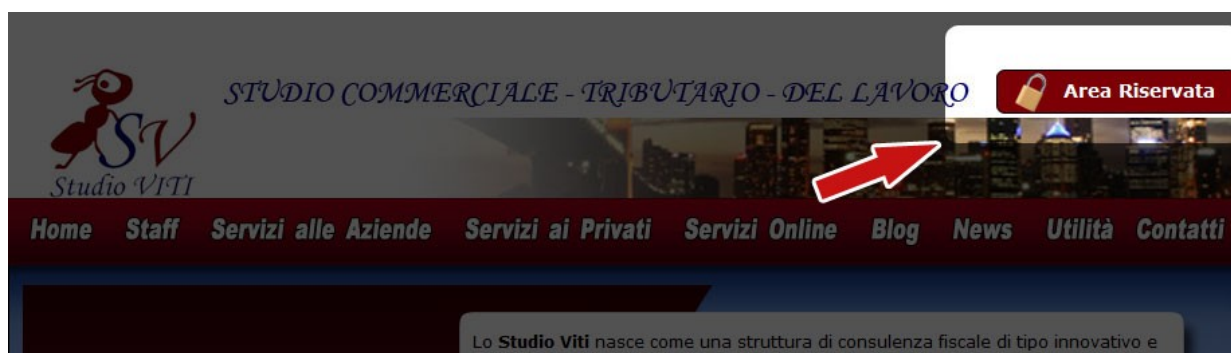 STUDIO COMMERCIALE - TRIBUTARIO - DEL LAVORO
Area Riservata
SV
Studio VITI
Home Staff Servizi alle Aziende Servizi ai Privati Servizi Online Blog News Utilità Contatti
Lo Studio Viti nasce come una struttura di consulenza fiscale di tipo innovativo e